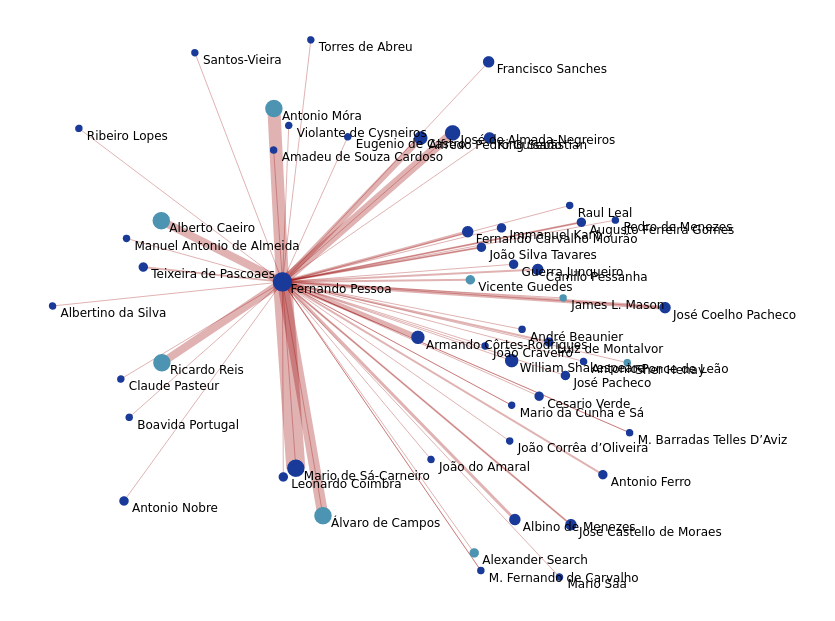 Torres de Abreu
Santos-Vieira
Francisco Sanches
Antonio Móra
Violante de Cysneiros
Ribeiro Lopes
José de Almada-Negreiros
Eugenio de Castro
Alfredo Pedro Guisado
Amadeu de Souza Cardoso
Raul Leal
Alberto Caeiro
Pedro de Menezes
Augusto Ferreira Gomes
Immanuel Kant
Fernando Carvalho Mourão
Manuel Antonio de Almeida
João Silva Tavares
Teixeira de Pascoaes
Guerra Junqueiro
Camilo Pessanha
Vicente Guedes
Fernando Pessoa
James L. Mason
Albertino da Silva
José Coelho Pacheco
André Beaunier
Armando Côrtes-Rodrigues
Luiz de Montalvor
João Craveiro
William Shakespeare
Antonio Ponce de Leão
Sher Henay
Ricardo Reis
José Pacheco
Claude Pasteur
Cesario Verde
Mario da Cunha e Sá
Boavida Portugal
M. Barradas Telles D’Aviz
João Corrêa d’Oliveira
João do Amaral
Mario de Sá-Carneiro
Leonardo Coimbra
Antonio Ferro
Antonio Nobre
Álvaro de Campos
Albino de Menezes
José Castello de Moraes
Alexander Search
M. Fernando de Carvalho
Mario Saa